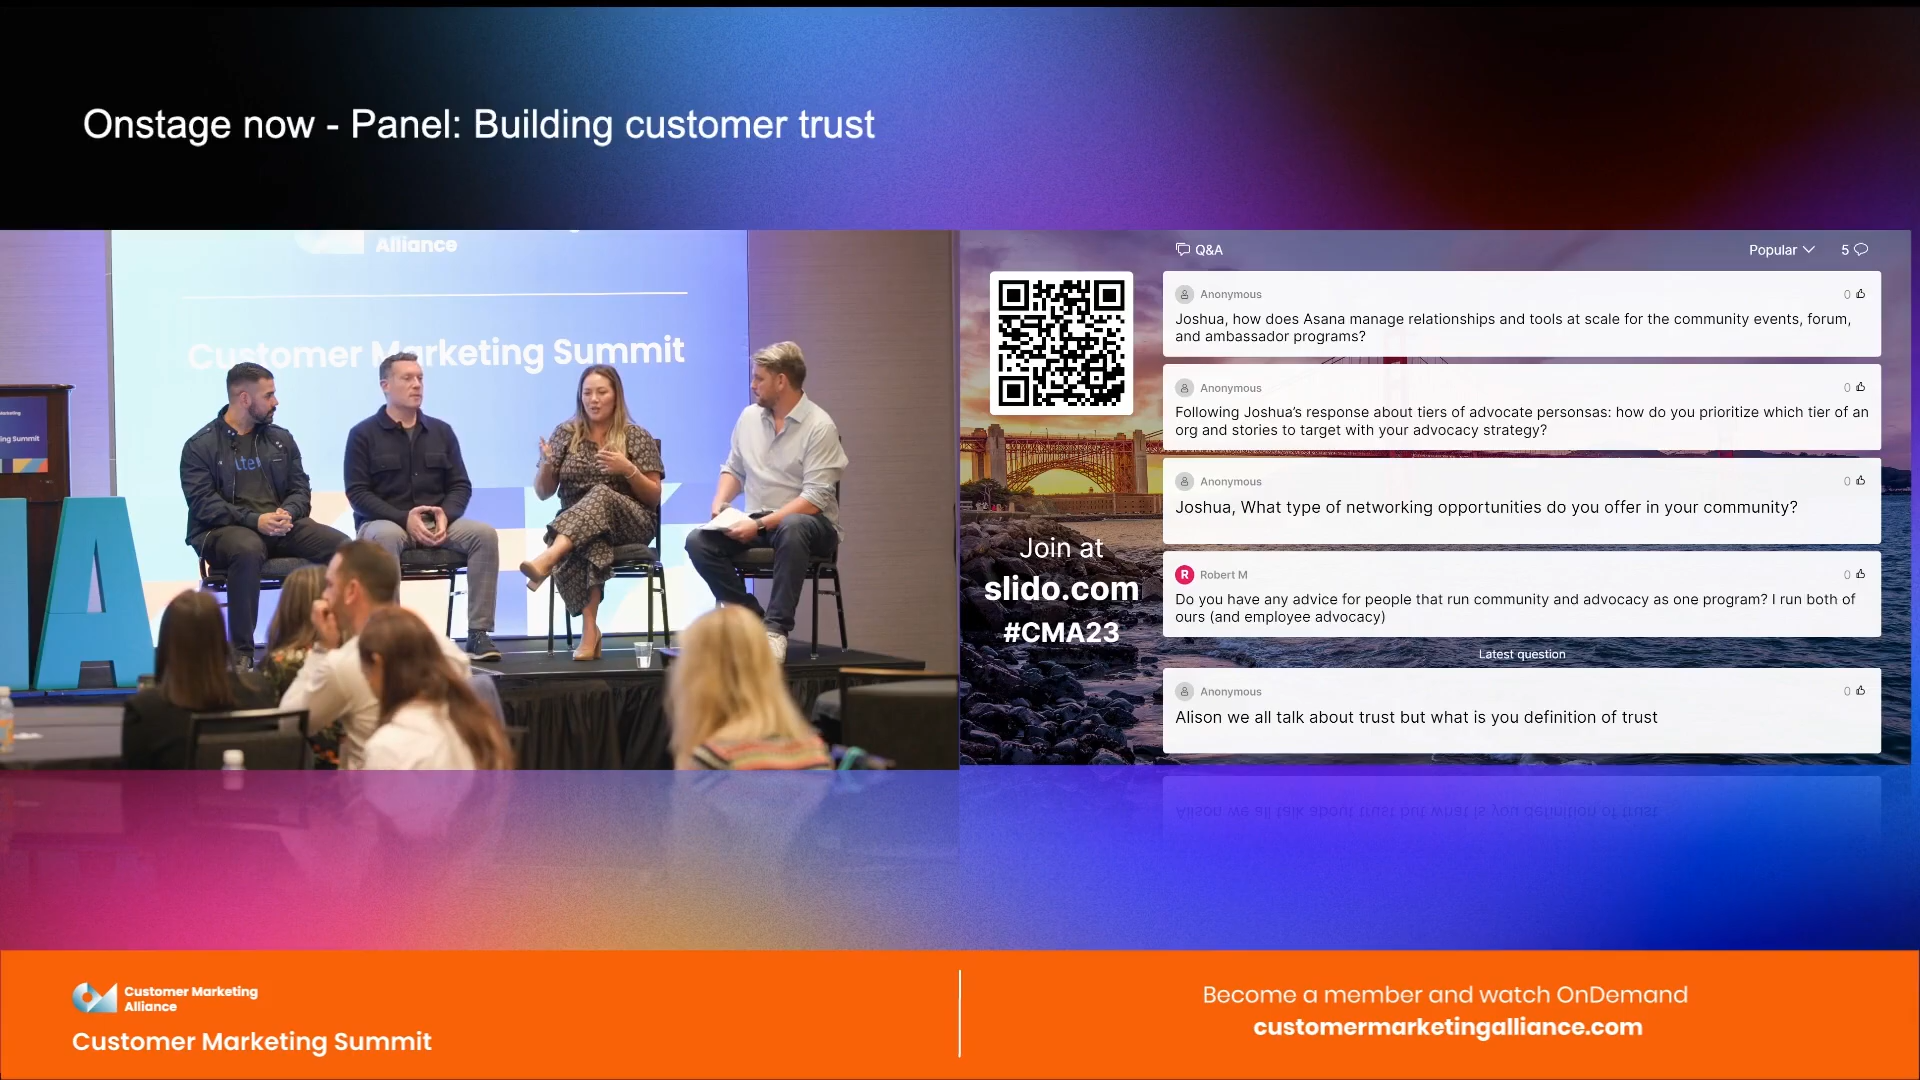 Onstage now - Panel: Building customer trust
Alliance
Customer Marketing Summit
ing Summit
Q&A
Popular
5
Anonymous
0
Joshua, how does Asana manage relationships and tools at scale for the community events, forum,
and ambassador programs?
Anonymous
0
Following Joshua's response about tiers of advocate personsas: how do you prioritize which tier of an
org and stories to target with your advocacy strategy?
Anonymous
0
Joshua, What type of networking opportunities do you offer in your community?
R Robert M
0
Do you have any advice for people that run community and advocacy as one program? I run both of
ours (and employee advocacy)
Latest question
Anonymous
0
Alison we all talk about trust but what is you definition of trust
Join at
slido.com
#CMA23
A
Customer Marketing
Alliance
Customer Marketing Summit
Become a member and watch OnDemand
customermarketingalliance.com